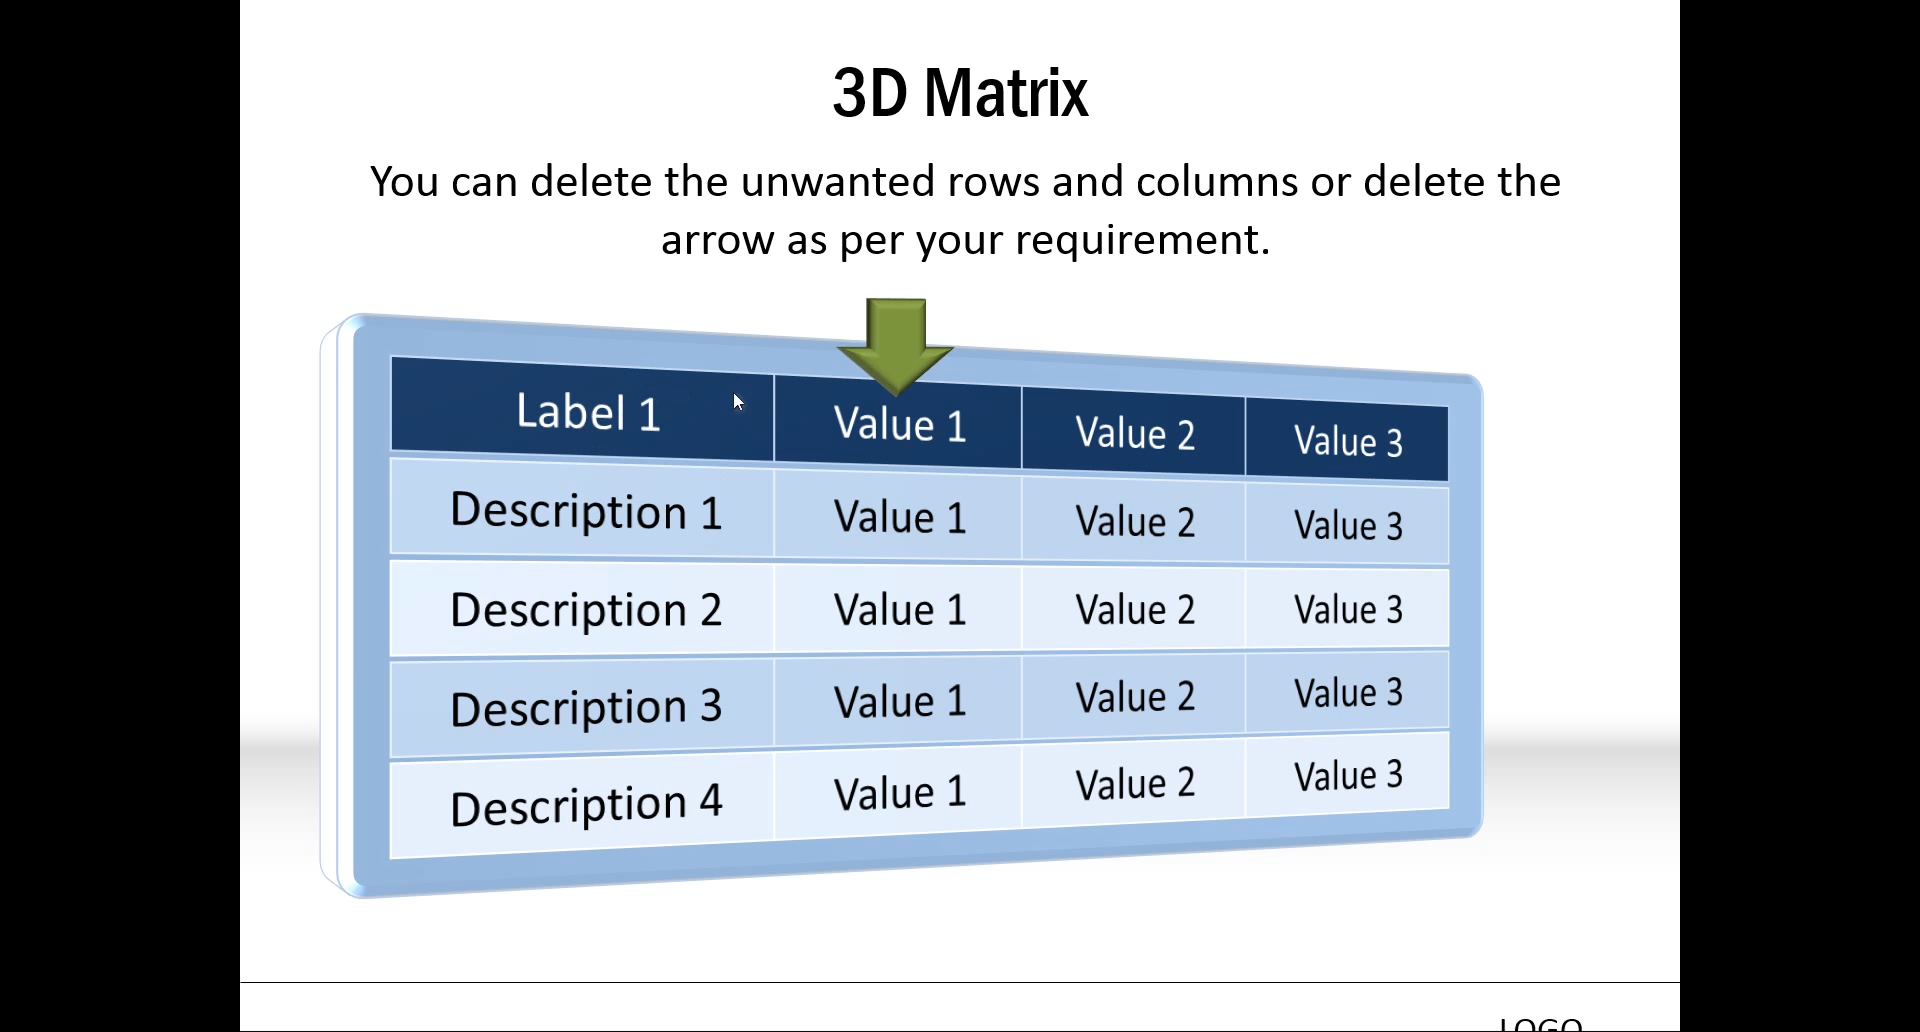 3D Matrix
You can delete the unwanted rows and columns or delete the
arrow as per your requirement.
Label 1 Value 1 Value 2 Value 3
Description 1 Value 1 Value 2 Value 3
Description 2 Value 1 Value 2 Value 3
Description 3 Value 1 Value 2 Value 3
Description 4 Value 1 Value 2 Value 3
LOGO